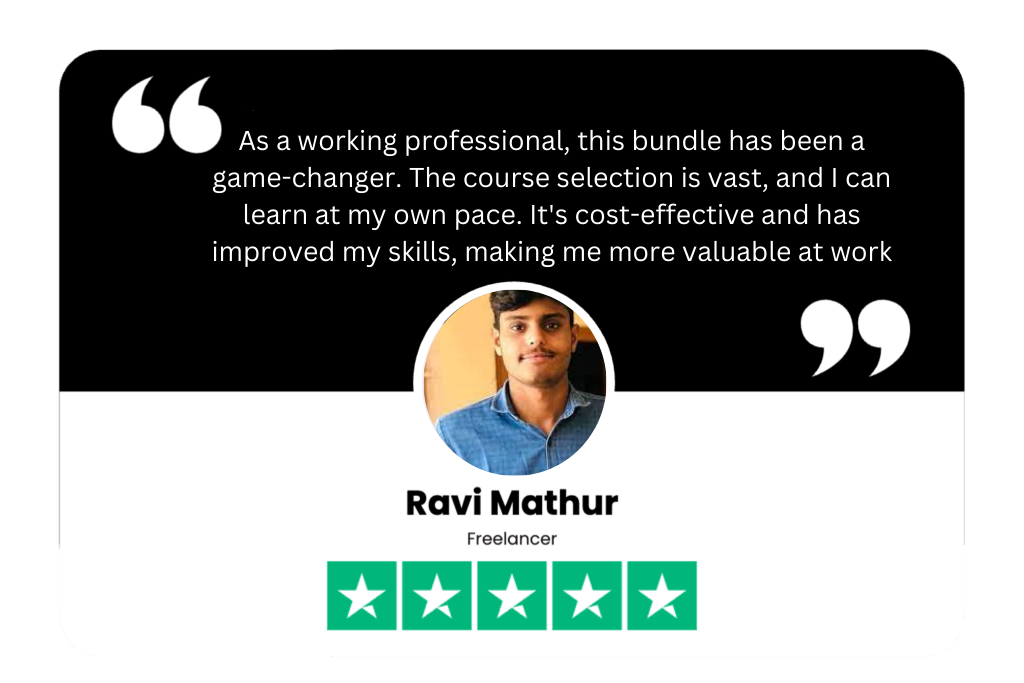 As a working professional, this bundle has been a
game-changer. The course selection is vast, and I can
learn at my own pace. It's cost-effective and has
improved my skills, making me more valuable at work
Ravi Mathur
Freelancer